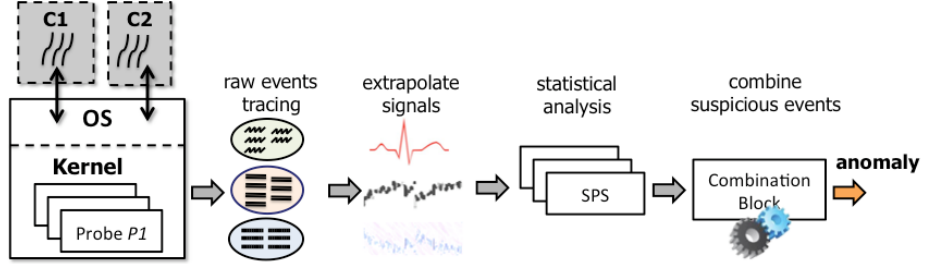 C1
C2
OS
Kernel
Probe P1
raw events
tracing
extrapolate
signals
statistical
analysis
SPS
combine
suspicious events
Combination
Block
anomaly